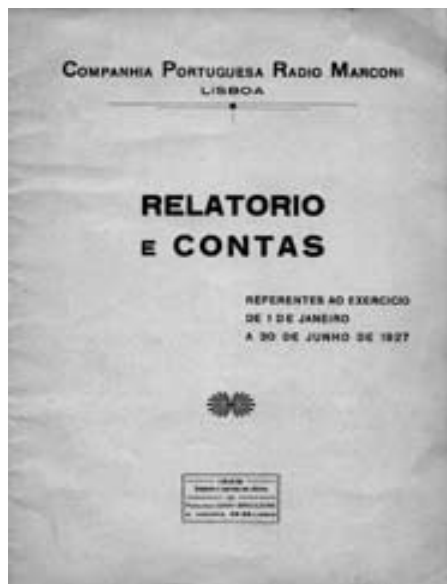 COMPANHIA PORTUGUESA RADIO MARCONI
LISBOA
RELATORIO
E CONTAS
REFERENTES AO EXERCICIO
DE 1 DE JANEIRO
A 30 DE JUNHO DE 1927